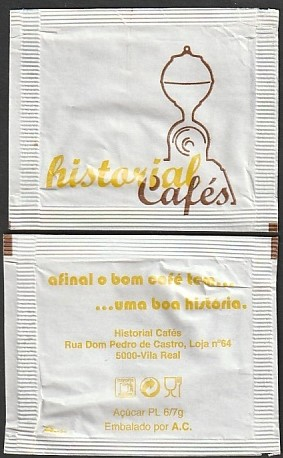 historial
Cafés
afinal o bom café tem...
...uma boa história.
Historial Cafés
Rua Dom Pedro de Castro, Loja nº64
5000-Vila Real
Açúcar PL 6/7g
Embalado por A.C.